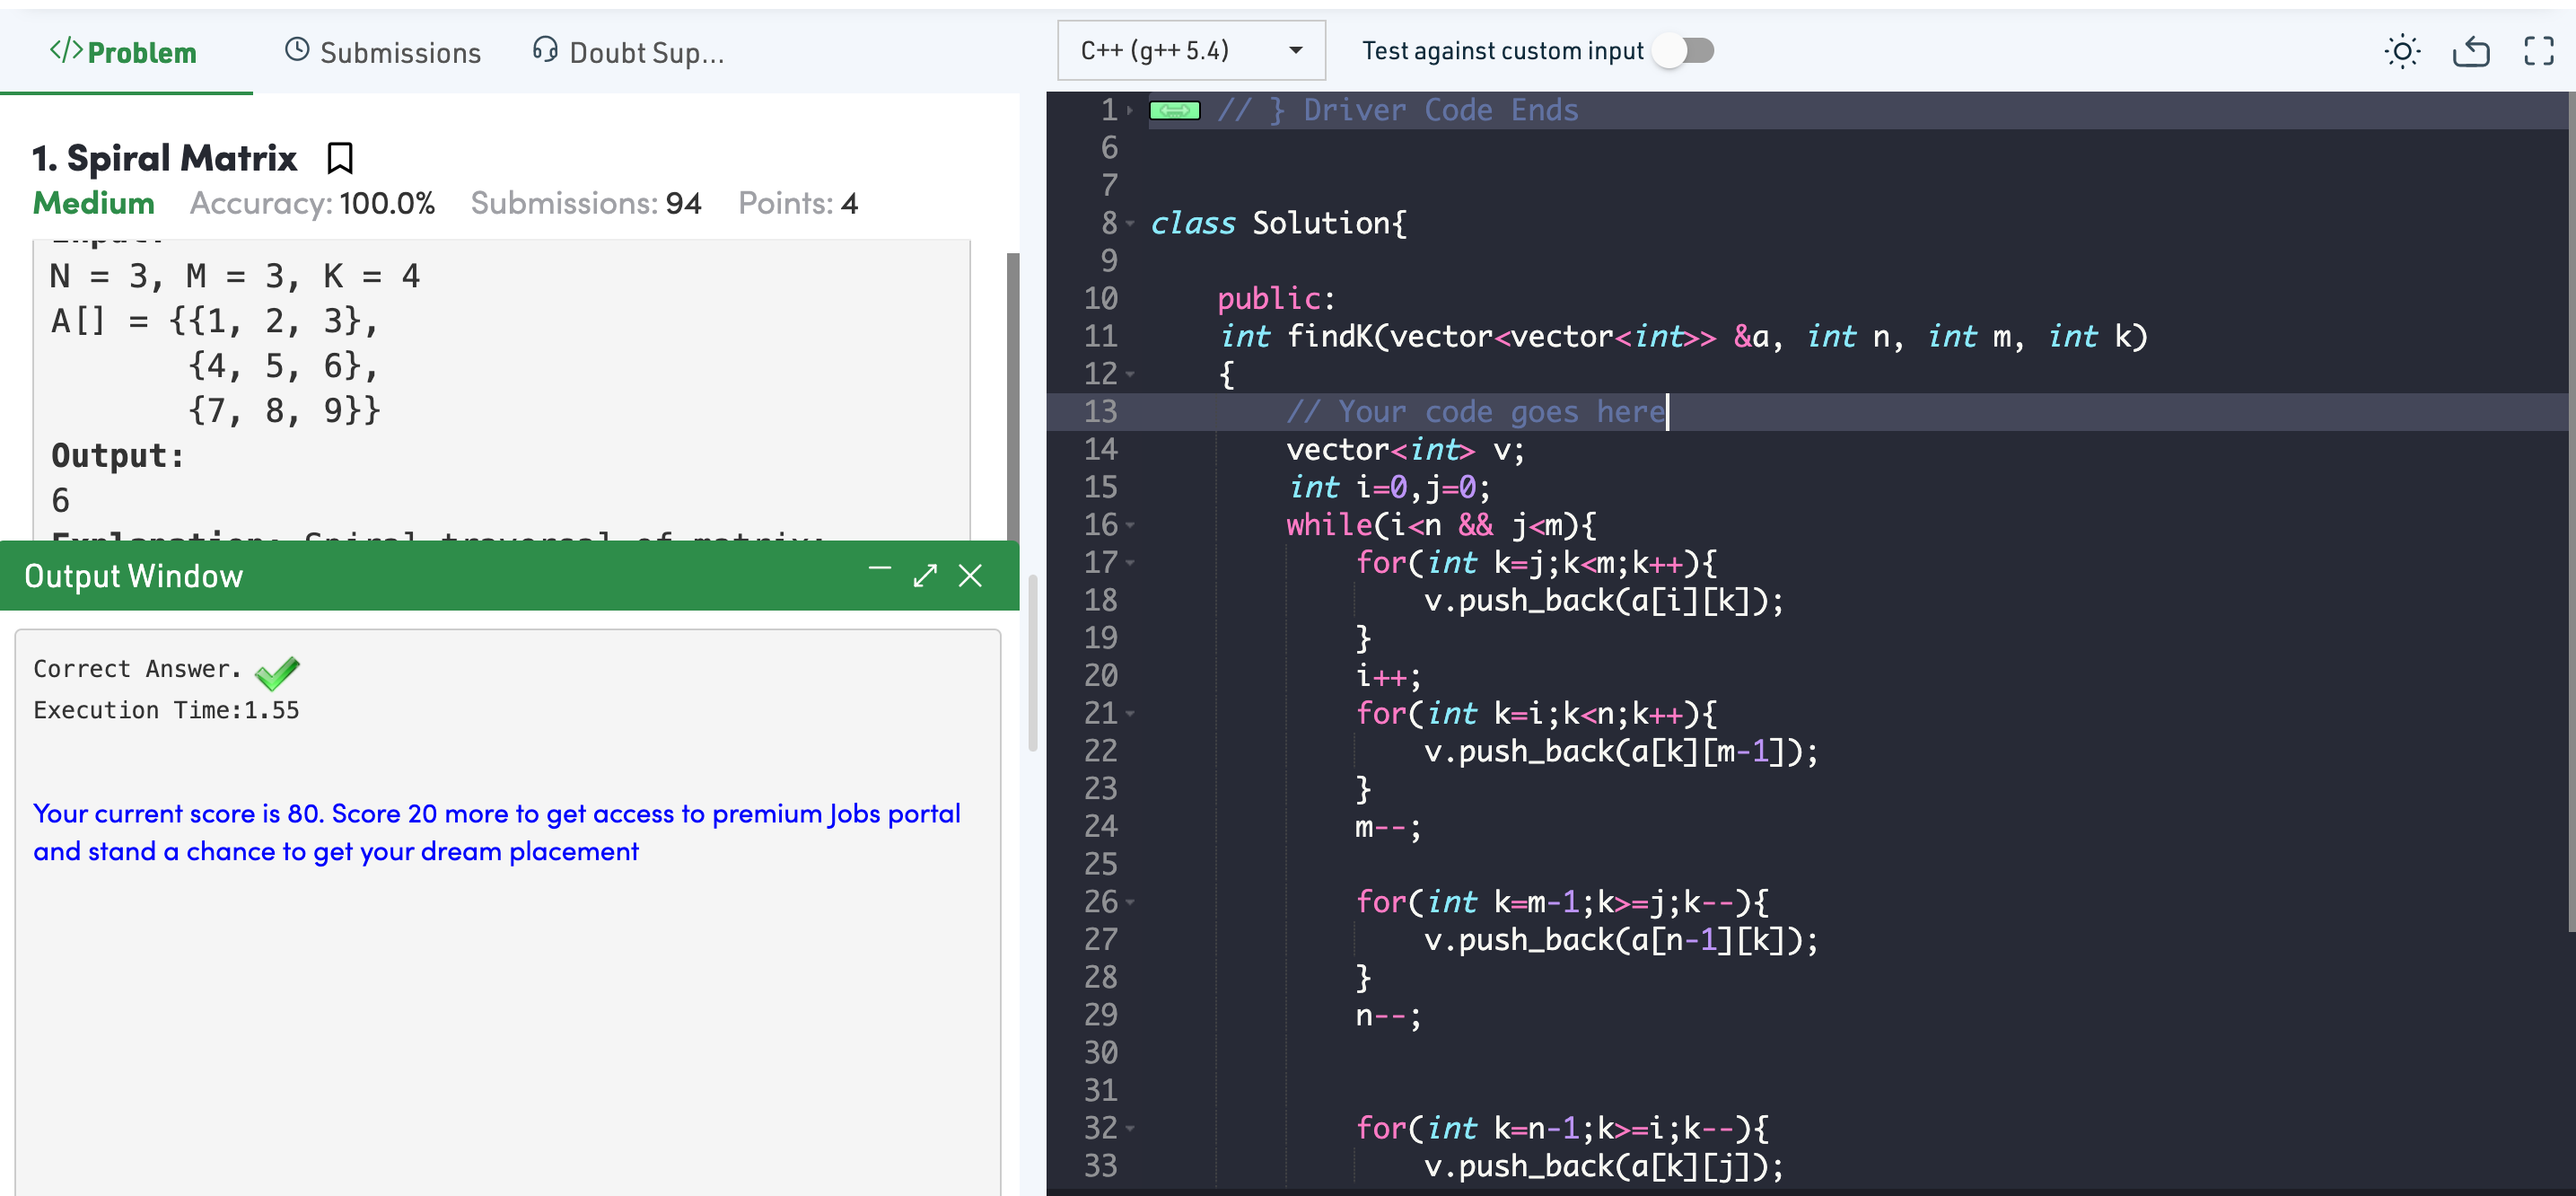 </> Problem
Submissions
Doubt Sup...
C++ (g++ 5.4)
Test against custom input
1. Spiral Matrix
Medium Accuracy: 100.0% Submissions: 94 Points: 4
Input:
N = 3, M = 3, K = 4
A[] = {{1, 2, 3},
{4, 5, 6},
{7, 8, 9}}
Output:
6
Explanation: Spiral traversal of matrix:
Output Window
Correct Answer.
Execution Time:1.55
Your current score is 80. Score 20 more to get access to premium Jobs portal
and stand a chance to get your dream placement
1 // } Driver Code Ends
6
7
8 class Solution{
9
10 public:
11 int findK(vector<vector<int>> &a, int n, int m, int k)
12 {
13 // Your code goes here
14 vector<int> v;
15 int i=0,j=0;
16 while(i<n && j<m){
17 for(int k=j;k<m;k++){
18 v.push_back(a[i][k]);
19 }
20 i++;
21 for(int k=i;k<n;k++){
22 v.push_back(a[k][m-1]);
23 }
24 m--;
25
26 for(int k=m-1;k>=j;k--){
27 v.push_back(a[n-1][k]);
28 }
29 n--;
30
31
32 for(int k=n-1;k>=i;k--){
33 v.push_back(a[k][j]);